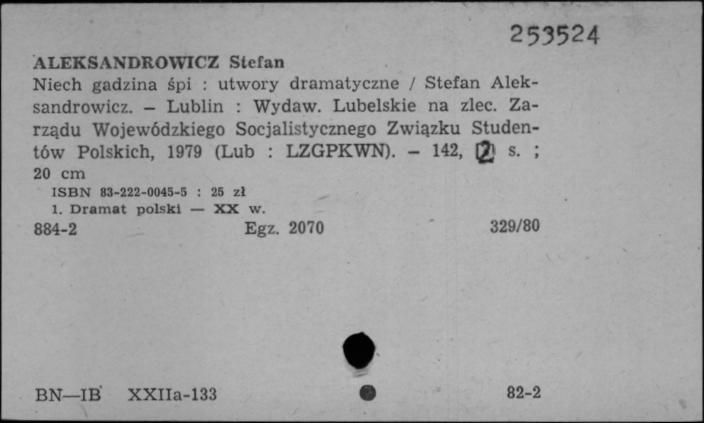 253524
ALEKSANDROWICZ Stefan
Niech gadzina śpi : utwory dramatyczne / Stefan Alek-
sandrowicz. — Lublin : Wydaw. Lubelskie na zlec. Za-
rządu Wojewódzkiego Socjalistycznego Związku Studen-
tów Polskich, 1979 (Lub : LZGPKWN). — 142, [2] s. ;
20 cm
ISBN 83-222-0045-5 : 25 zł
1. Dramat polski — XX w.
884-2 Egz. 2070 329/80
BN—IB XXIIa-133 82-2